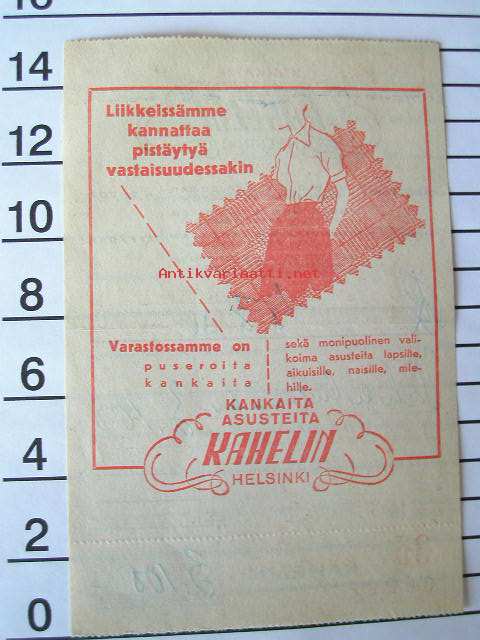 16
14
12
10
8
6
4
2
0
Liikkeissämme
kannattaa
pistäytyä
vastaisuudessakin
Antikvariaatti.net
Varastossamme on
puseroita
kankaita
sekä monipuolinen vali-
koima asusteita lapsille,
aikuisille, naisille, mie-
hille.
KANKAITA
ASUSTEITA
KAHELIN
HELSINKI